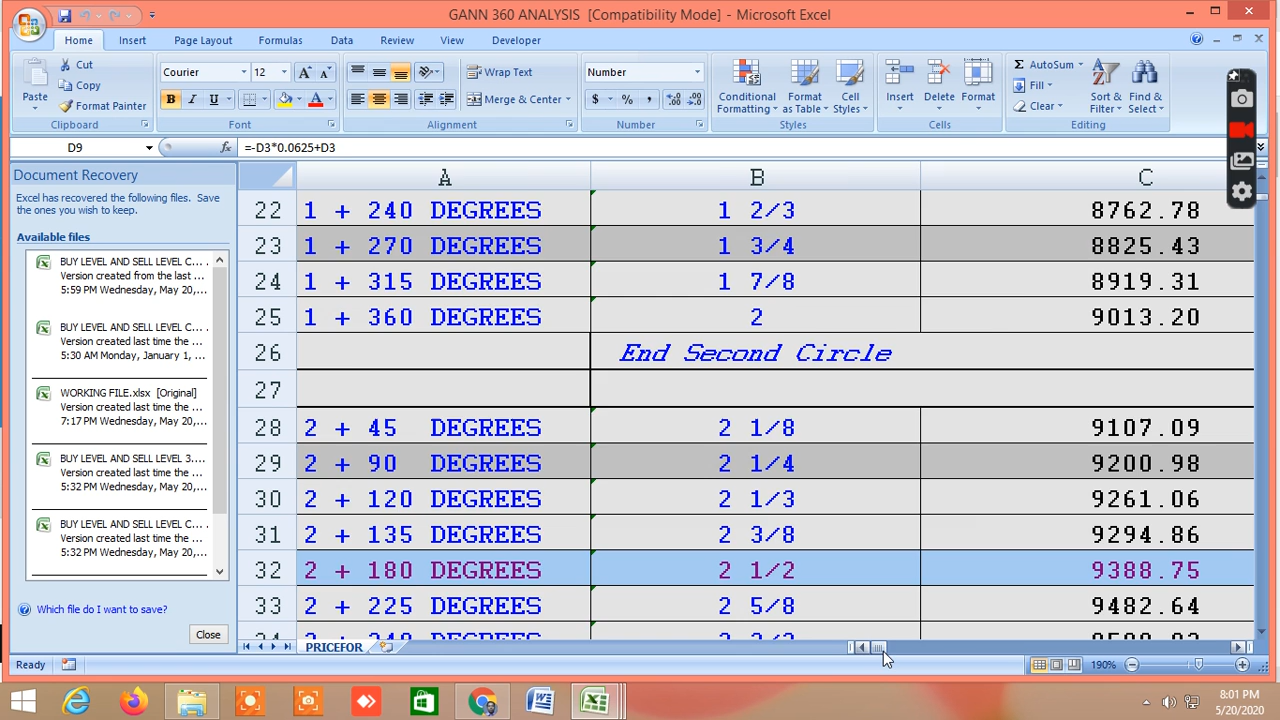 GANN 360 ANALYSIS [Compatibility Mode] - Microsoft Excel
Home Insert Page Layout Formulas Data Review View Developer
Paste
Cut
Copy
Format Painter
Clipboard
Courier 12
B I U
Font
Wrap Text
Merge & Center
Alignment
Number
$ % ,
Number
Conditional Formatting
Format as Table
Cell Styles
Styles
Insert Delete Format
Cells
AutoSum
Fill
Clear
Sort & Filter
Find & Select
Editing
D9 fx =-D3*0.0625+D3
Document Recovery
Excel has recovered the following files. Save
the ones you wish to keep.
Available files
BUY LEVEL AND SELL LEVEL C...
Version created from the last ...
5:59 PM Wednesday, May 20,...
BUY LEVEL AND SELL LEVEL C...
Version created last time the ...
5:30 AM Monday, January 1, ...
WORKING FILE.xlsx [Original]
Version created last time the ...
7:17 PM Wednesday, May 20,...
BUY LEVEL AND SELL LEVEL 3....
Version created last time the ...
5:32 PM Wednesday, May 20,...
BUY LEVEL AND SELL LEVEL C...
Version created last time the ...
5:32 PM Wednesday, May 20,...
Which file do I want to save?
Close
A B C
22 1 + 240 DEGREES 1 2/3 8762.78
23 1 + 270 DEGREES 1 3/4 8825.43
24 1 + 315 DEGREES 1 7/8 8919.31
25 1 + 360 DEGREES 2 9013.20
26 End Second Circle
27
28 2 + 45 DEGREES 2 1/8 9107.09
29 2 + 90 DEGREES 2 1/4 9200.98
30 2 + 120 DEGREES 2 1/3 9261.06
31 2 + 135 DEGREES 2 3/8 9294.86
32 2 + 180 DEGREES 2 1/2 9388.75
33 2 + 225 DEGREES 2 5/8 9482.64
PRICEFOR
Ready 190%
8:01 PM
5/20/2020